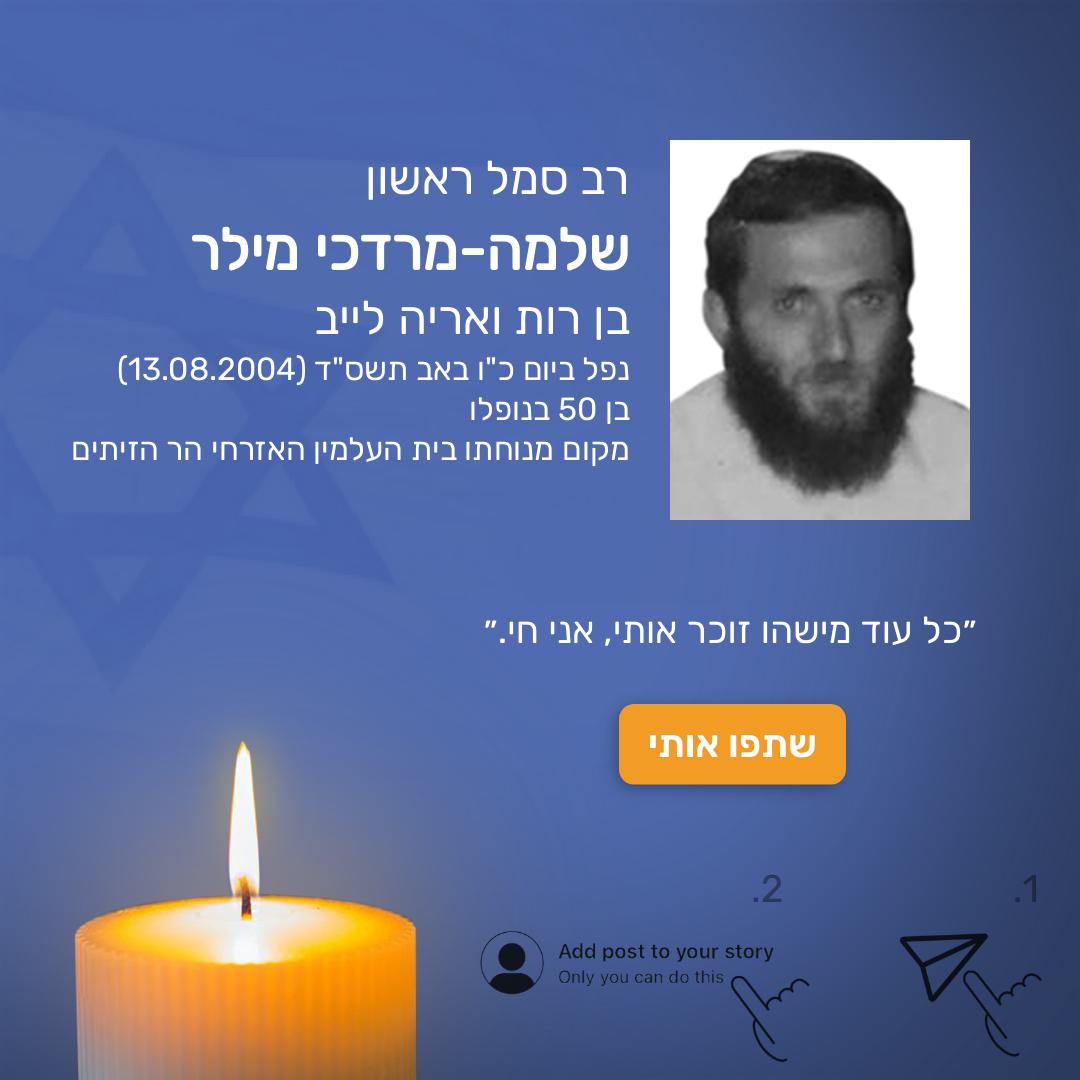 רב סמל ראשון
שלמה-מרדכי מילר
בן רות ואריה לייב
נפל ביום כ"ו באב תשס"ד (13.08.2004)
בן 50 בנופלו
מקום מנוחתו בית העלמין האזרחי הר הזיתים
״כל עוד מישהו זוכר אותי, אני חי.״
שתפו אותי
1.
2.
Add post to your story
Only you can do this